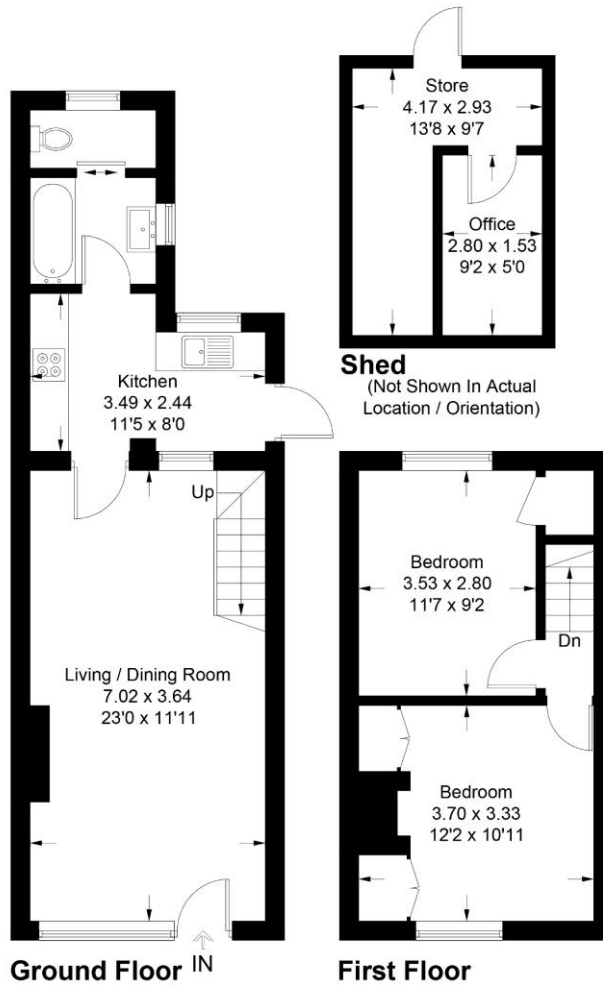 Store
4.17 x 2.93
13'8 x 9'7
Office
2.80 x 1.53
9'2 x 5'0
Shed
(Not Shown In Actual
Location / Orientation)
Kitchen
3.49 x 2.44
11'5 x 8'0
Up
Living / Dining Room
7.02 x 3.64
23'0 x 11'11
IN
Ground Floor
Bedroom
3.53 x 2.80
11'7 x 9'2
Dn
Bedroom
3.70 x 3.33
12'2 x 10'11
First Floor